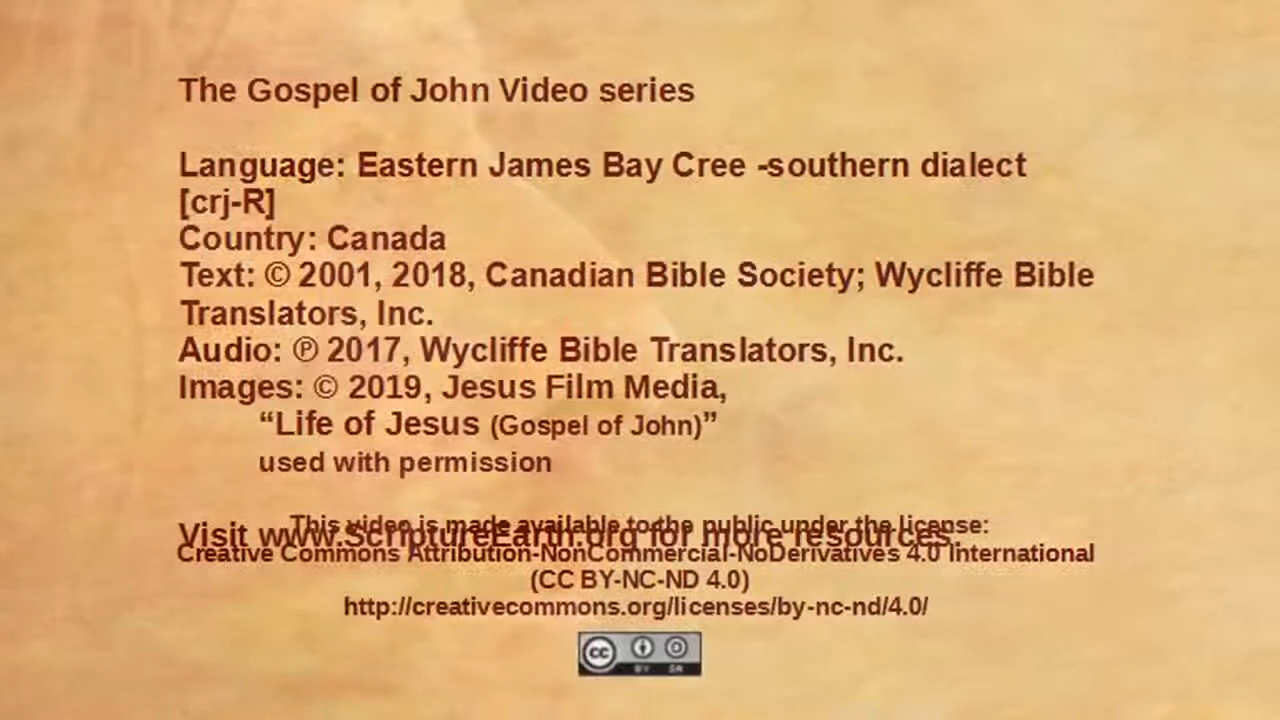 The Gospel of John Video series
Language: Eastern James Bay Cree -southern dialect
[crj-R]
Country: Canada
Text: © 2001, 2018, Canadian Bible Society; Wycliffe Bible
Translators, Inc.
Audio: ℗ 2017, Wycliffe Bible Translators, Inc.
Images: © 2019, Jesus Film Media,
“Life of Jesus (Gospel of John)”
used with permission
Visit www.ScriptureEarth.org for more resources.
This video is made available to the public under the license:
Creative Commons Attribution-NonCommercial-NoDerivatives 4.0 International
(CC BY-NC-ND 4.0)
http://creativecommons.org/licenses/by-nc-nd/4.0/
cc
BY SA